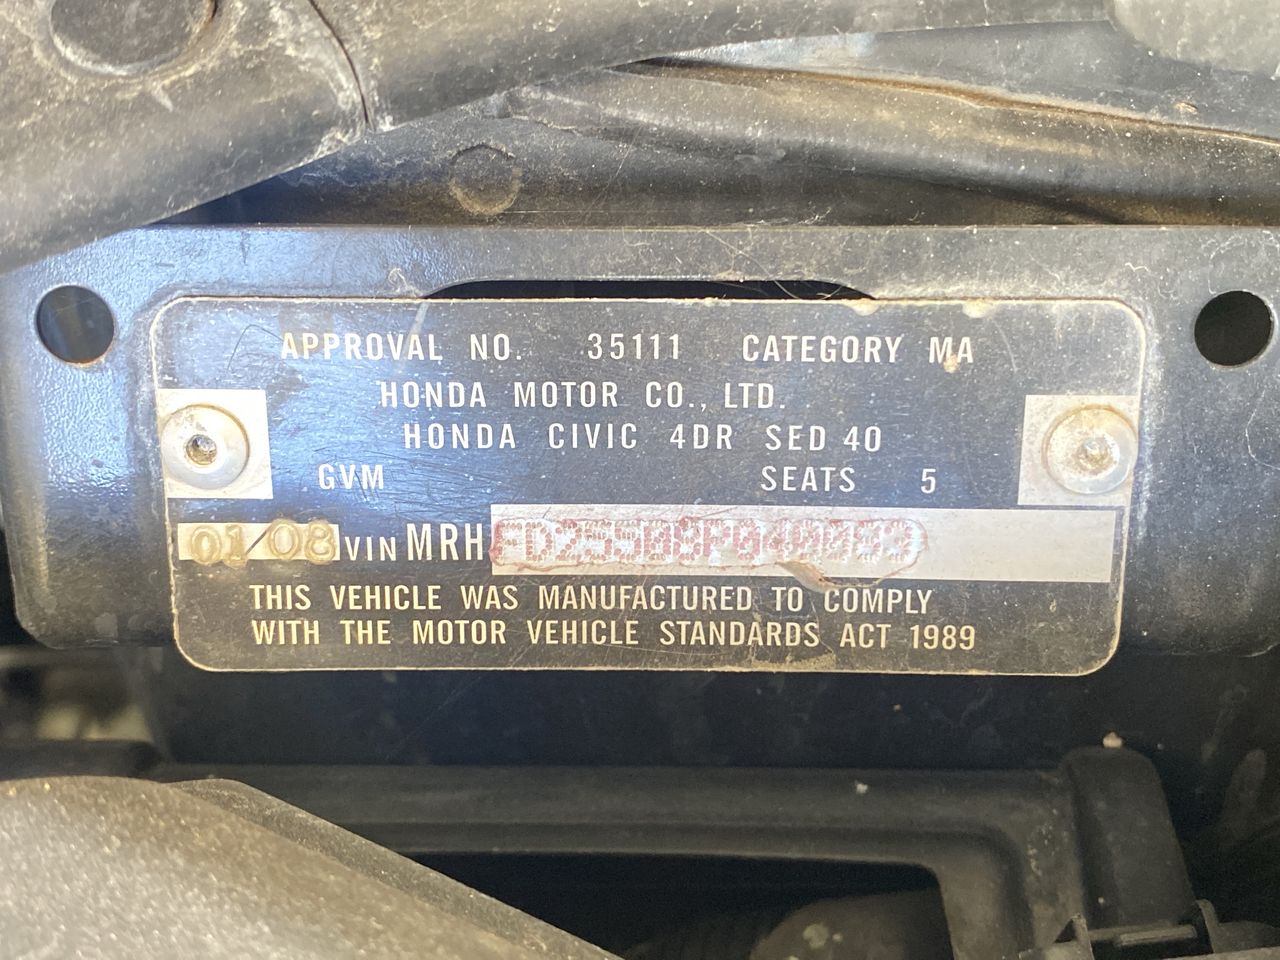 APPROVAL NO. 35111 CATEGORY MA
HONDA MOTOR CO., LTD.
HONDA CIVIC 4DR SED 40
GVM SEATS 5
01/08 VIN MRH
THIS VEHICLE WAS MANUFACTURED TO COMPLY
WITH THE MOTOR VEHICLE STANDARDS ACT 1989